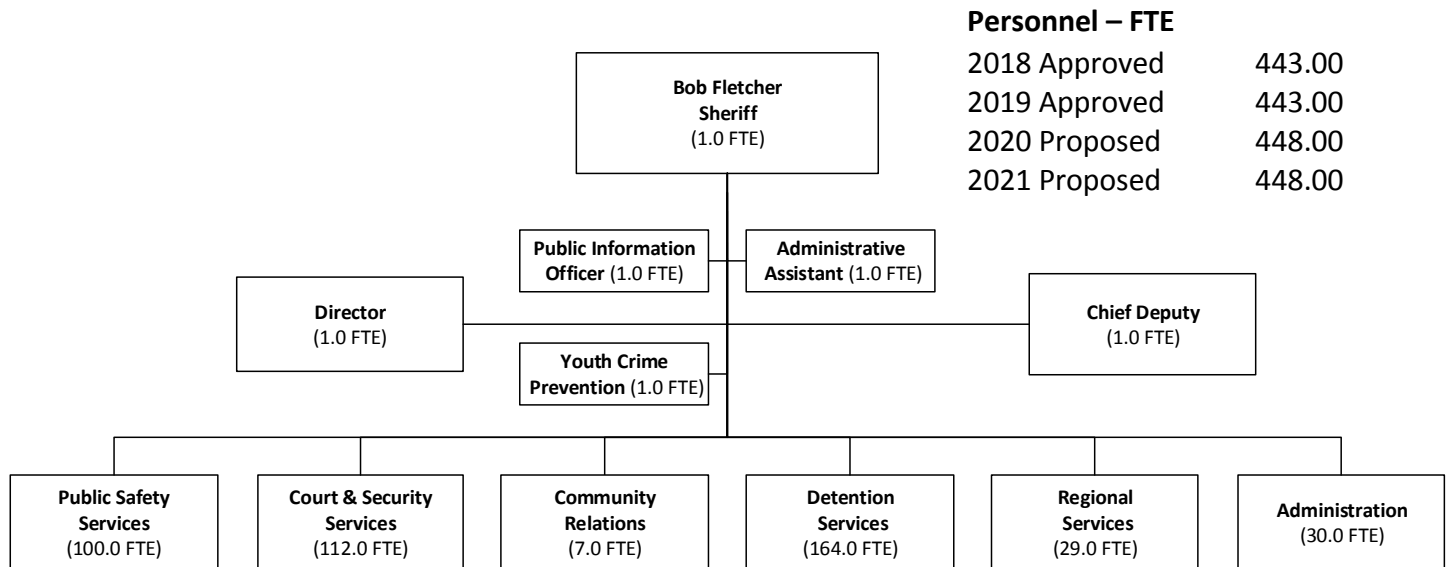 Personnel – FTE
2018 Approved 443.00
2019 Approved 443.00
2020 Proposed 448.00
2021 Proposed 448.00
Bob Fletcher
Sheriff
(1.0 FTE)
Public Information
Officer (1.0 FTE)
Administrative
Assistant (1.0 FTE)
Director
(1.0 FTE)
Chief Deputy
(1.0 FTE)
Youth Crime
Prevention (1.0 FTE)
Public Safety
Services
(100.0 FTE)
Court & Security
Services
(112.0 FTE)
Community
Relations
(7.0 FTE)
Detention
Services
(164.0 FTE)
Regional
Services
(29.0 FTE)
Administration
(30.0 FTE)